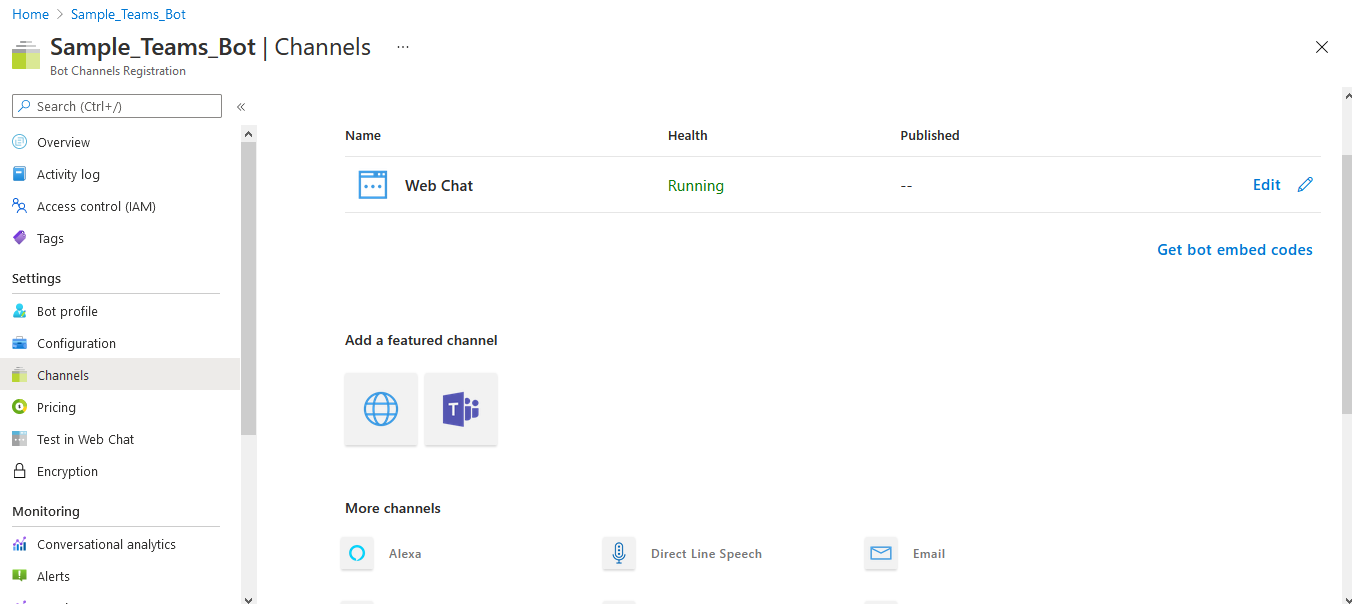 Home > Sample_Teams_Bot
Sample_Teams_Bot | Channels ...
Bot Channels Registration
Search (Ctrl+/)
«
Overview
Activity log
Access control (IAM)
Tags
Settings
Bot profile
Configuration
Channels
Pricing
Test in Web Chat
Encryption
Monitoring
Conversational analytics
Alerts
Name Health Published
Web Chat Running -- Edit
Get bot embed codes
Add a featured channel
T
More channels
Alexa Direct Line Speech Email